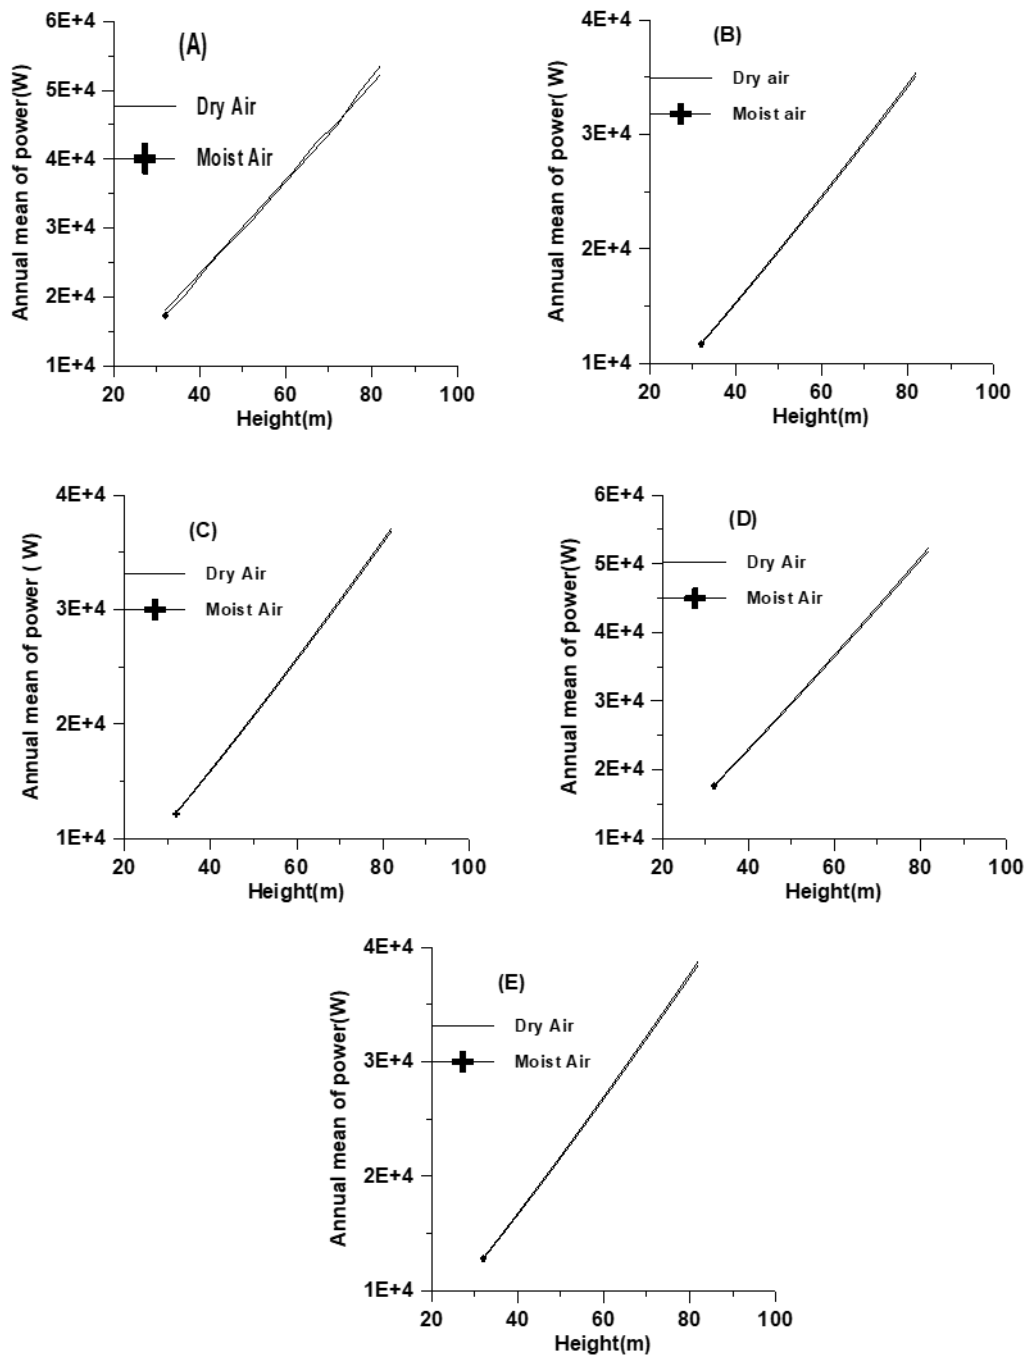 (A)
Annual mean of power(W)
6E+4
5E+4
4E+4
3E+4
2E+4
1E+4
Dry Air
Moist Air
20 40 60 80 100
Height(m)
(B)
Annual mean of power( W)
4E+4
3E+4
2E+4
1E+4
Dry air
Moist air
20 40 60 80 100
Height(m)
(C)
Annual mean of power ( W)
4E+4
3E+4
2E+4
1E+4
Dry Air
Moist Air
20 40 60 80 100
Height(m)
(D)
Annual mean of power(W)
6E+4
5E+4
4E+4
3E+4
2E+4
1E+4
Dry Air
Moist Air
20 40 60 80 100
Height(m)
(E)
Annual mean of power(W)
4E+4
3E+4
2E+4
1E+4
Dry Air
Moist Air
20 40 60 80 100
Height(m)